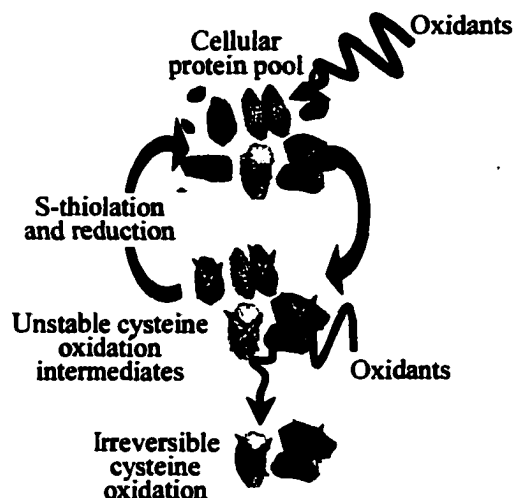 Oxidants
Cellular
protein pool
S-thiolation
and reduction
Unstable cysteine
oxidation
intermediates
Oxidants
Irreversible
cysteine
oxidation